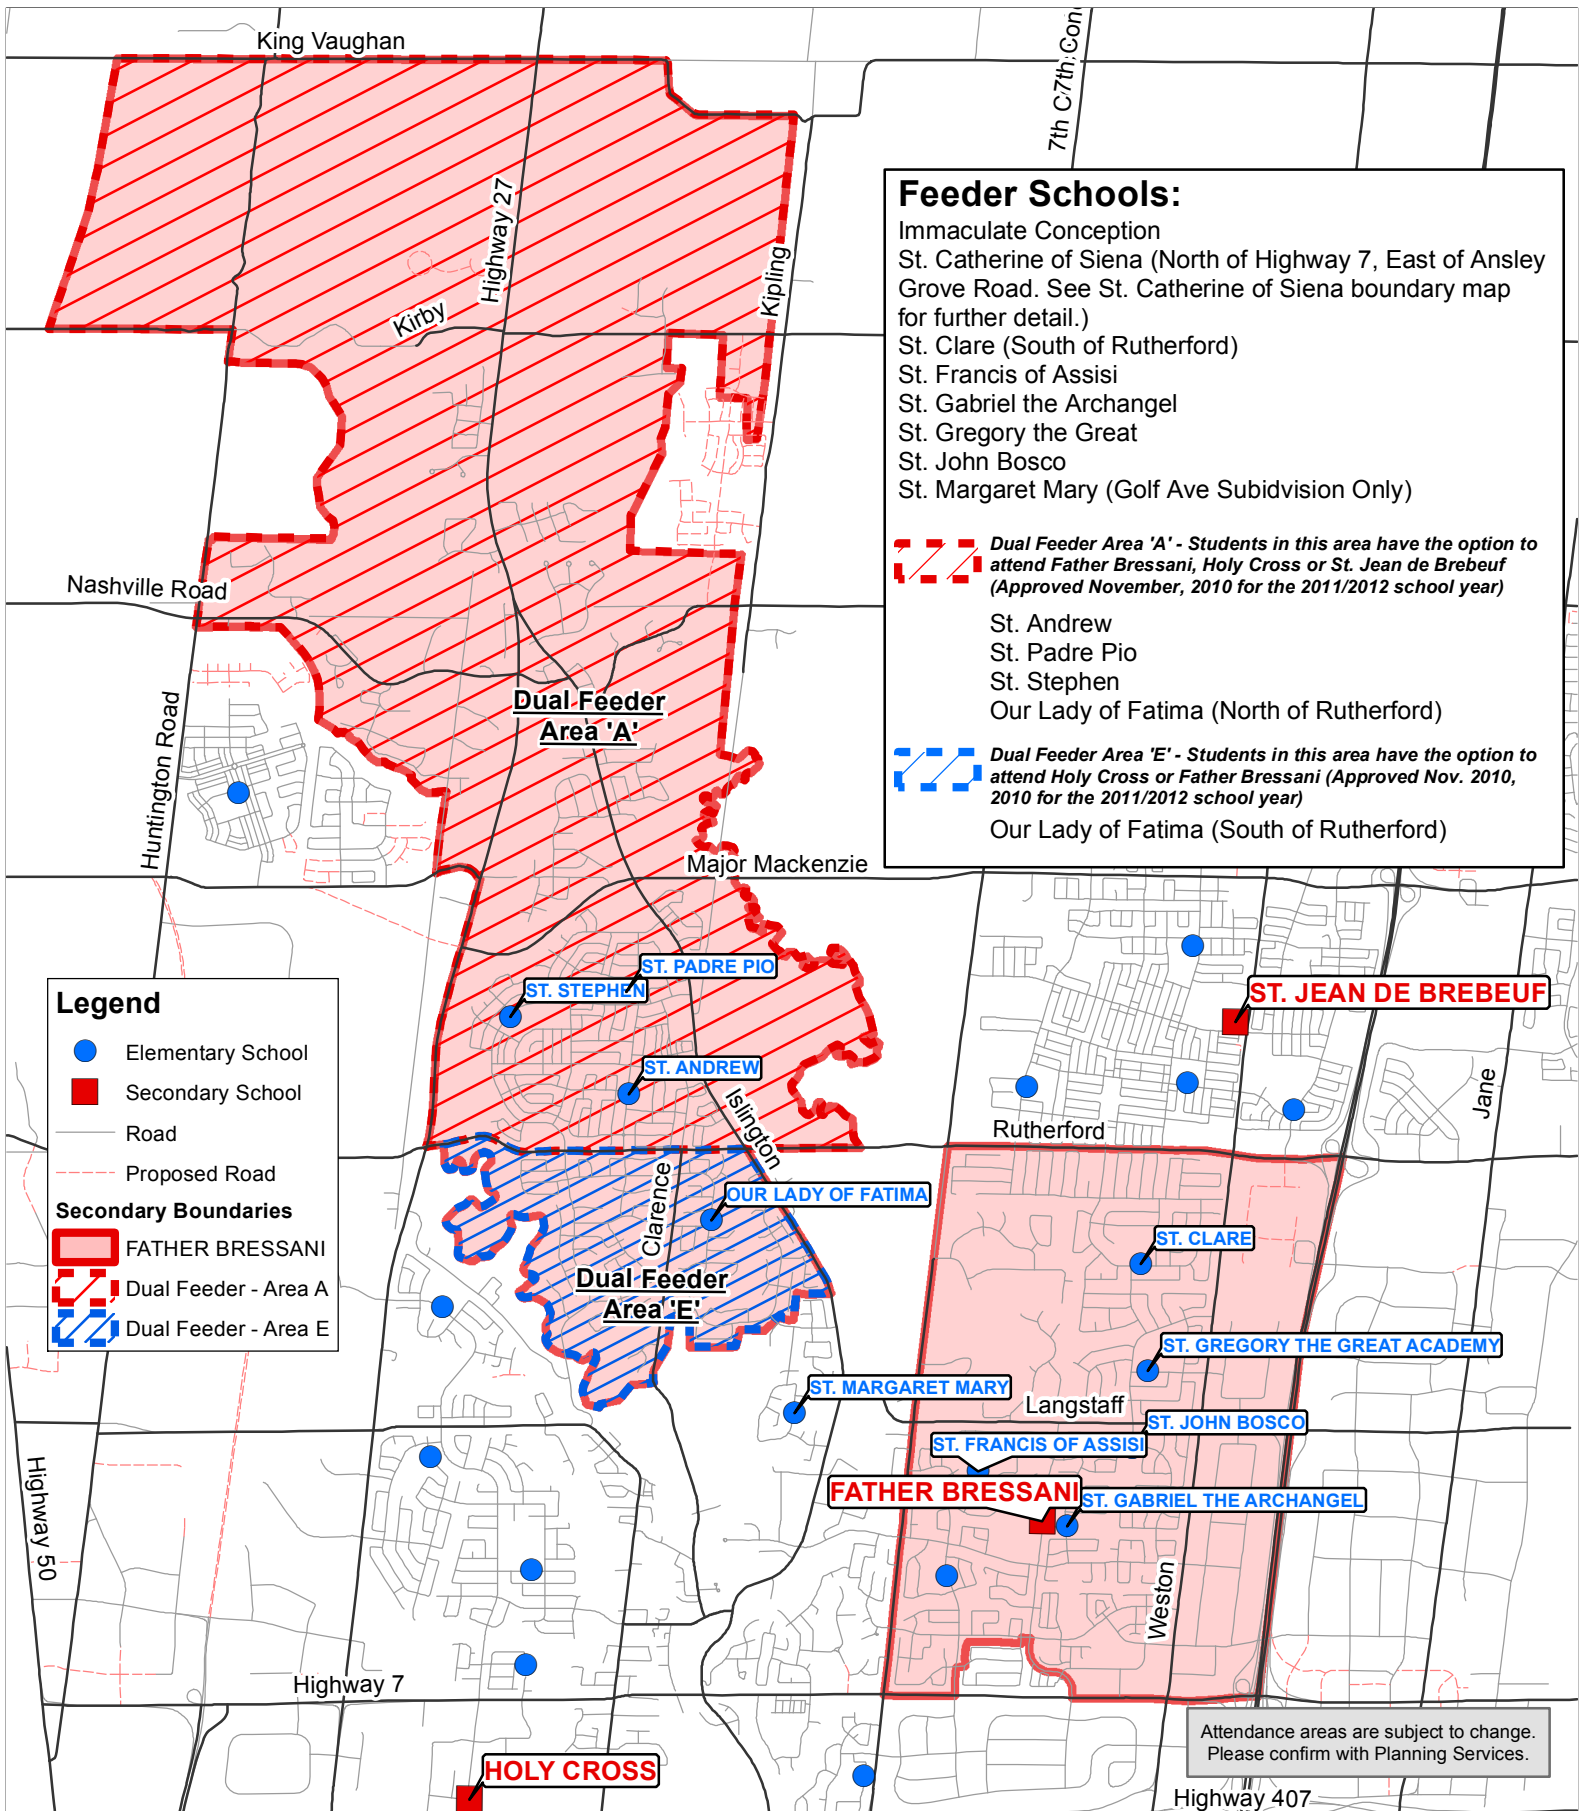 King Vaughan
7th C
7th Con
Highway 27
Kipling
Kirby
Feeder Schools:
Immaculate Conception
St. Catherine of Siena (North of Highway 7, East of Ansley
Grove Road. See St. Catherine of Siena boundary map
for further detail.)
St. Clare (South of Rutherford)
St. Francis of Assisi
St. Gabriel the Archangel
St. Gregory the Great
St. John Bosco
St. Margaret Mary (Golf Ave Subidvision Only)
Dual Feeder Area 'A' - Students in this area have the option to
attend Father Bressani, Holy Cross or St. Jean de Brebeuf
(Approved November, 2010 for the 2011/2012 school year)
St. Andrew
St. Padre Pio
St. Stephen
Our Lady of Fatima (North of Rutherford)
Dual Feeder Area 'E' - Students in this area have the option to
attend Holy Cross or Father Bressani (Approved Nov. 2010,
2010 for the 2011/2012 school year)
Our Lady of Fatima (South of Rutherford)
Nashville Road
Dual Feeder
Area 'A'
Huntington Road
Major Mackenzie
ST. PADRE PIO
ST. STEPHEN
ST. JEAN DE BREBEUF
ST. ANDREW
Islington
Jane
Rutherford
Legend
Elementary School
Secondary School
Road
Proposed Road
Secondary Boundaries
FATHER BRESSANI
Dual Feeder - Area A
Dual Feeder - Area E
Clarence
OUR LADY OF FATIMA
ST. CLARE
Dual Feeder
Area 'E'
ST. GREGORY THE GREAT ACADEMY
ST. MARGARET MARY
Langstaff
ST. JOHN BOSCO
ST. FRANCIS OF ASSISI
FATHER BRESSANI
ST. GABRIEL THE ARCHANGEL
Highway 50
Weston
Highway 7
Attendance areas are subject to change.
Please confirm with Planning Services.
HOLY CROSS
Highway 407